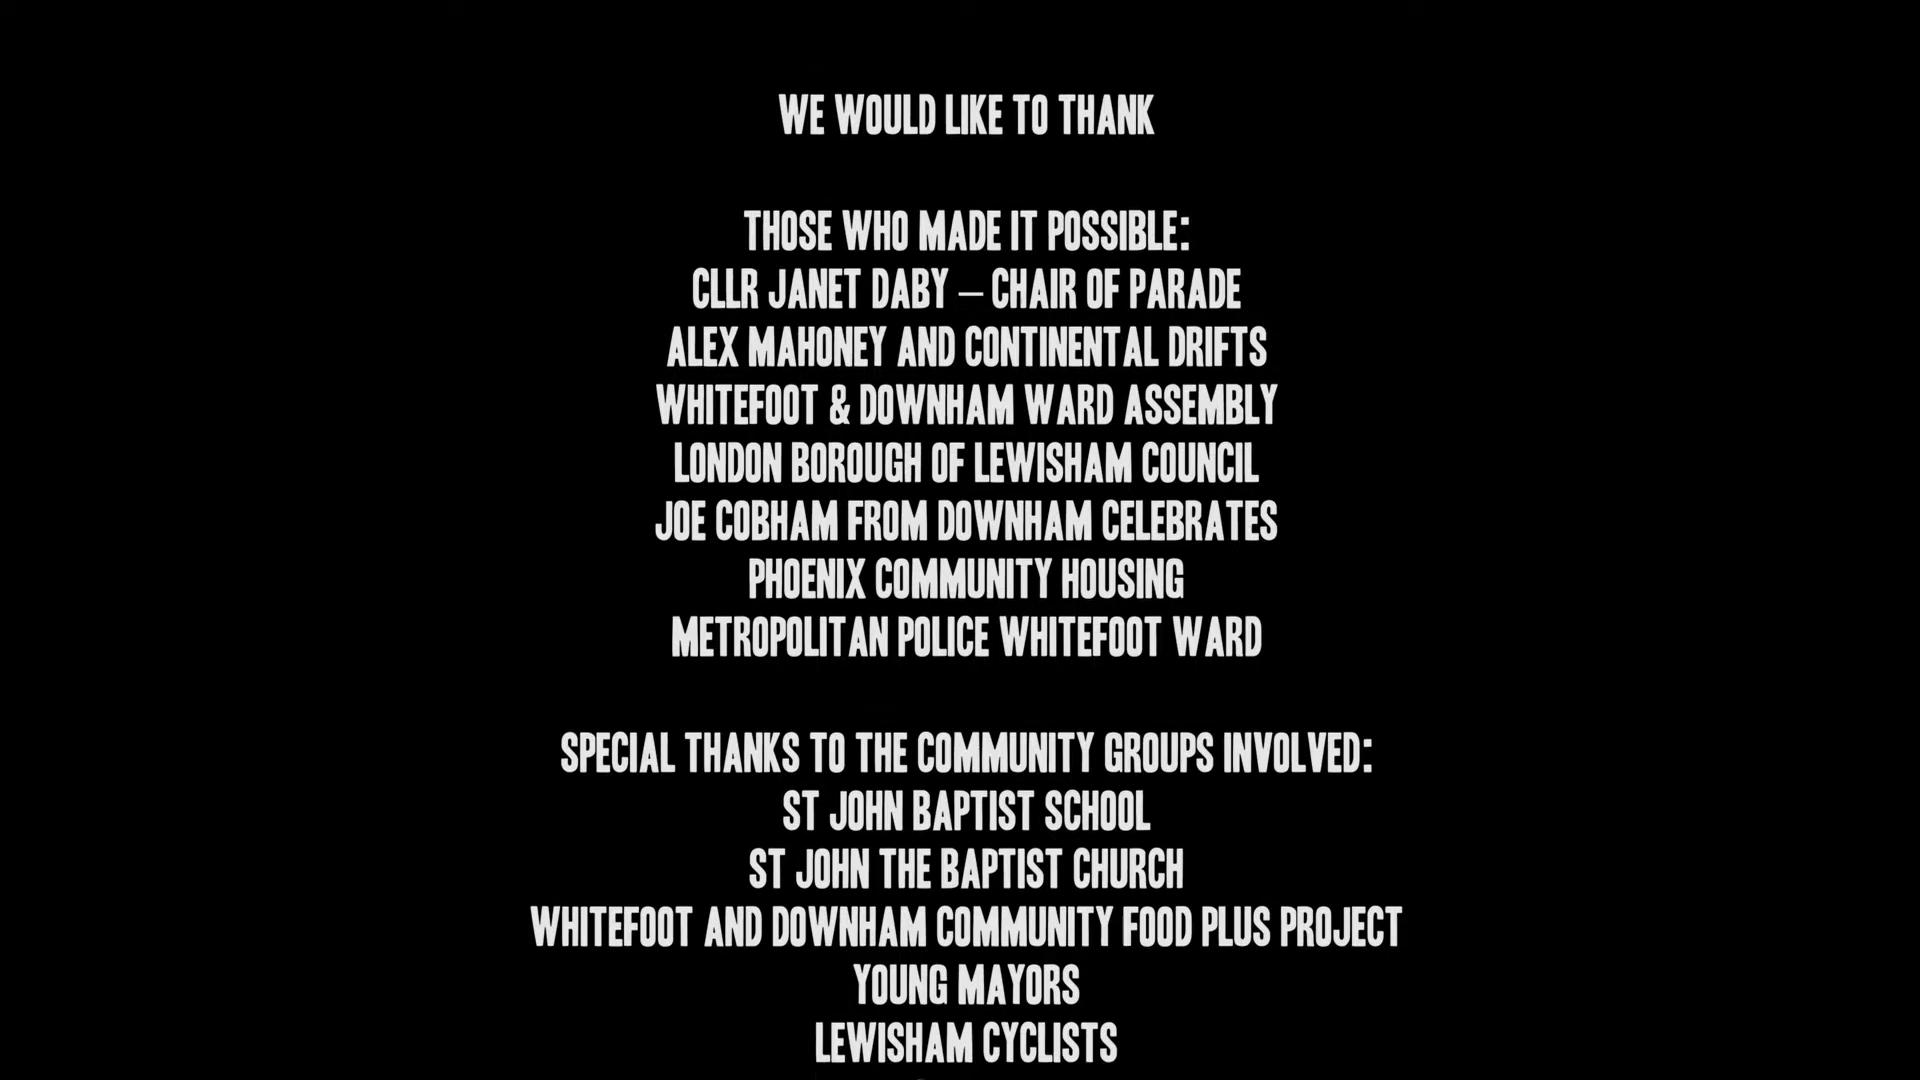 WE WOULD LIKE TO THANK
THOSE WHO MADE IT POSSIBLE:
CLLR JANET DABY – CHAIR OF PARADE
ALEX MAHONEY AND CONTINENTAL DRIFTS
WHITEFOOT & DOWNHAM WARD ASSEMBLY
LONDON BOROUGH OF LEWISHAM COUNCIL
JOE COBHAM FROM DOWNHAM CELEBRATES
PHOENIX COMMUNITY HOUSING
METROPOLITAN POLICE WHITEFOOT WARD
SPECIAL THANKS TO THE COMMUNITY GROUPS INVOLVED:
ST JOHN BAPTIST SCHOOL
ST JOHN THE BAPTIST CHURCH
WHITEFOOT AND DOWNHAM COMMUNITY FOOD PLUS PROJECT
YOUNG MAYORS
LEWISHAM CYCLISTS